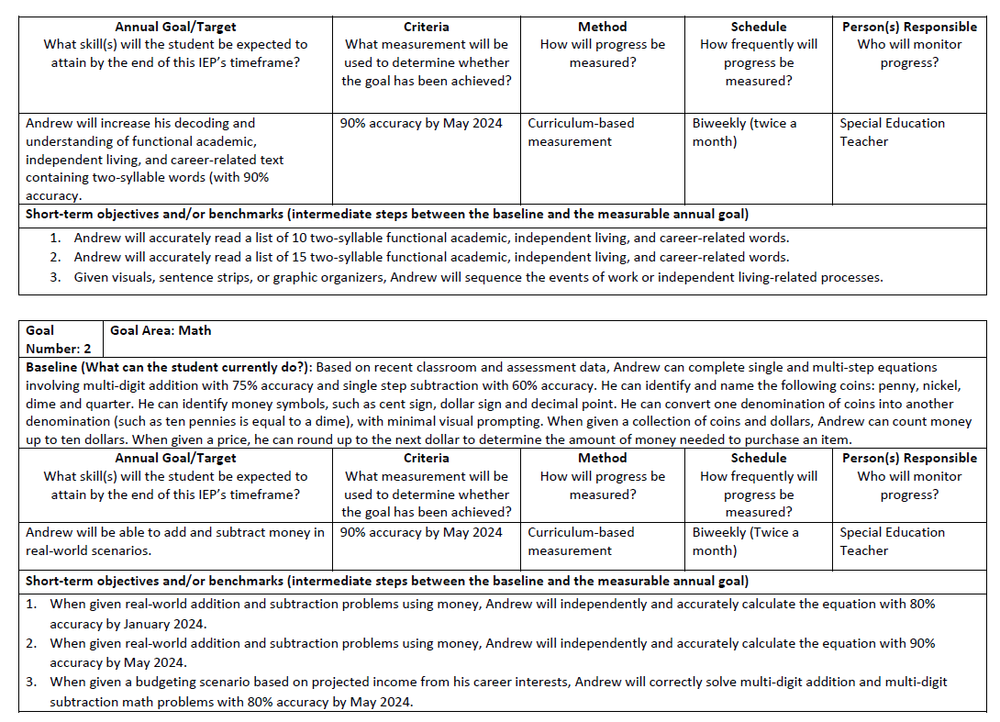 Annual Goal/Target
What skill(s) will the student be expected to
attain by the end of this IEP’s timeframe?
Criteria
What measurement will be
used to determine whether
the goal has been achieved?
Method
How will progress be
measured?
Schedule
How frequently will
progress be
measured?
Person(s) Responsible
Who will monitor
progress?
Andrew will increase his decoding and
understanding of functional academic,
independent living, and career-related text
containing two-syllable words (with 90%
accuracy.
90% accuracy by May 2024
Curriculum-based
measurement
Biweekly (twice a
month)
Special Education
Teacher
Short-term objectives and/or benchmarks (intermediate steps between the baseline and the measurable annual goal)
1. Andrew will accurately read a list of 10 two-syllable functional academic, independent living, and career-related words.
2. Andrew will accurately read a list of 15 two-syllable functional academic, independent living, and career-related words.
3. Given visuals, sentence strips, or graphic organizers, Andrew will sequence the events of work or independent living-related processes.
Goal
Number: 2
Goal Area: Math
Baseline (What can the student currently do?): Based on recent classroom and assessment data, Andrew can complete single and multi-step equations
involving multi-digit addition with 75% accuracy and single step subtraction with 60% accuracy. He can identify and name the following coins: penny, nickel,
dime and quarter. He can identify money symbols, such as cent sign, dollar sign and decimal point. He can convert one denomination of coins into another
denomination (such as ten pennies is equal to a dime), with minimal visual prompting. When given a collection of coins and dollars, Andrew can count money
up to ten dollars. When given a price, he can round up to the next dollar to determine the amount of money needed to purchase an item.
Annual Goal/Target
What skill(s) will the student be expected to
attain by the end of this IEP’s timeframe?
Criteria
What measurement will be
used to determine whether
the goal has been achieved?
Method
How will progress be
measured?
Schedule
How frequently will
progress be
measured?
Person(s) Responsible
Who will monitor
progress?
Andrew will be able to add and subtract money in
real-world scenarios.
90% accuracy by May 2024
Curriculum-based
measurement
Biweekly (Twice a
month)
Special Education
Teacher
Short-term objectives and/or benchmarks (intermediate steps between the baseline and the measurable annual goal)
1. When given real-world addition and subtraction problems using money, Andrew will independently and accurately calculate the equation with 80%
accuracy by January 2024.
2. When given real-world addition and subtraction problems using money, Andrew will independently and accurately calculate the equation with 90%
accuracy by May 2024.
3. When given a budgeting scenario based on projected income from his career interests, Andrew will correctly solve multi-digit addition and multi-digit
subtraction math problems with 80% accuracy by May 2024.